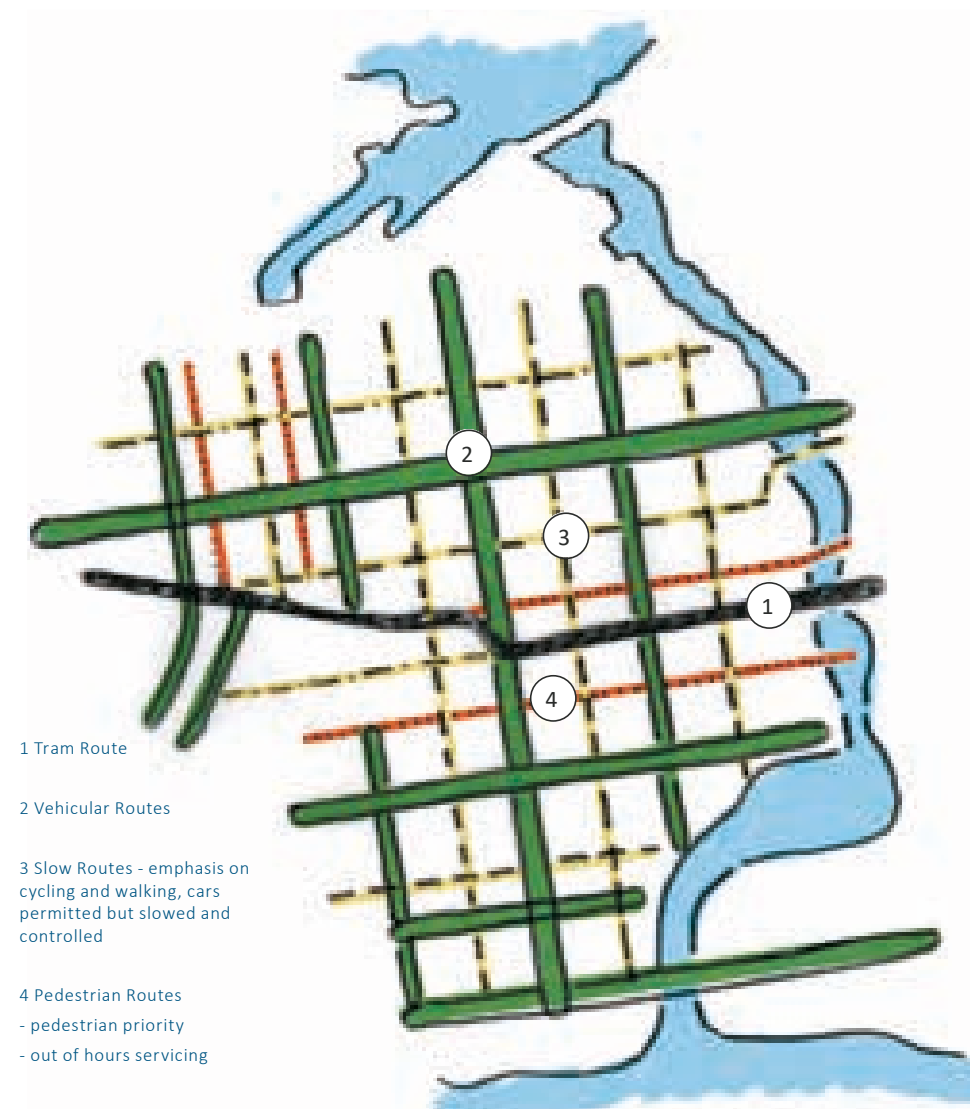 2
3
1
4
1 Tram Route
2 Vehicular Routes
3 Slow Routes - emphasis on
cycling and walking, cars
permitted but slowed and
controlled
4 Pedestrian Routes
- pedestrian priority
- out of hours servicing